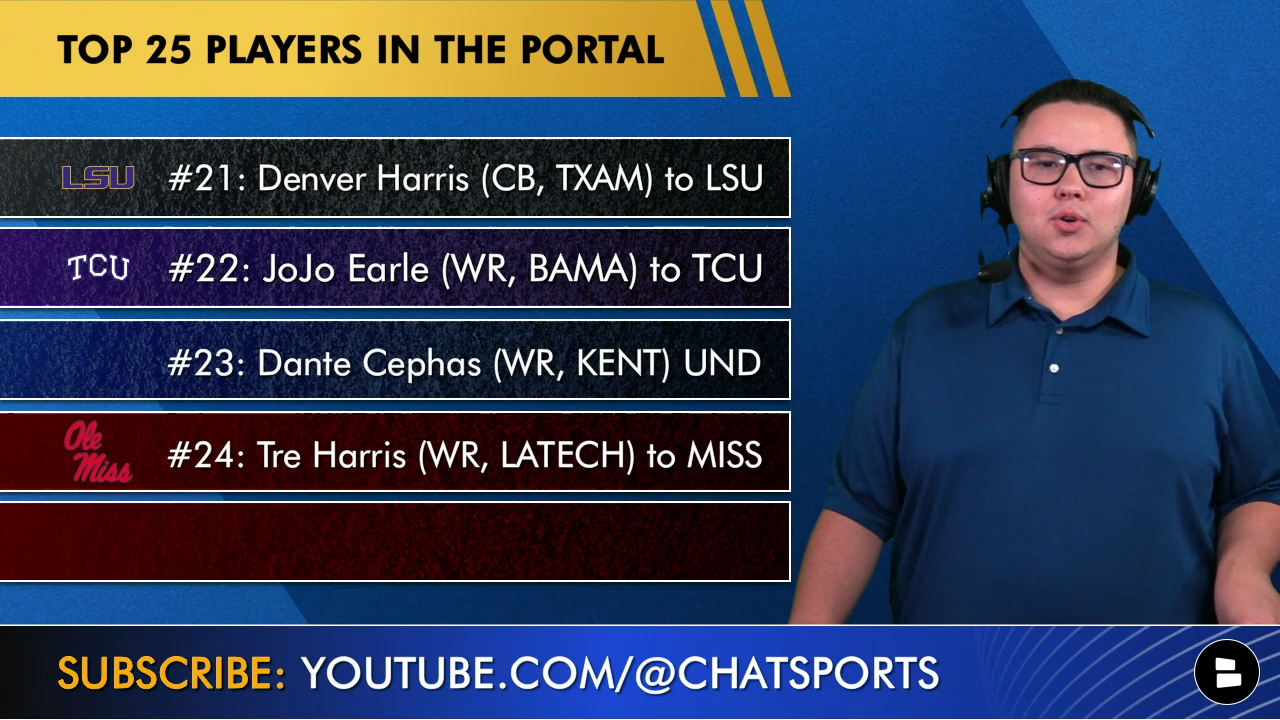 TOP 25 PLAYERS IN THE PORTAL
LSU #21: Denver Harris (CB, TXAM) to LSU
TCU #22: JoJo Earle (WR, BAMA) to TCU
#23: Dante Cephas (WR, KENT) UND
Ole Miss #24: Tre Harris (WR, LATECH) to MISS
SUBSCRIBE: YOUTUBE.COM/@CHATSPORTS